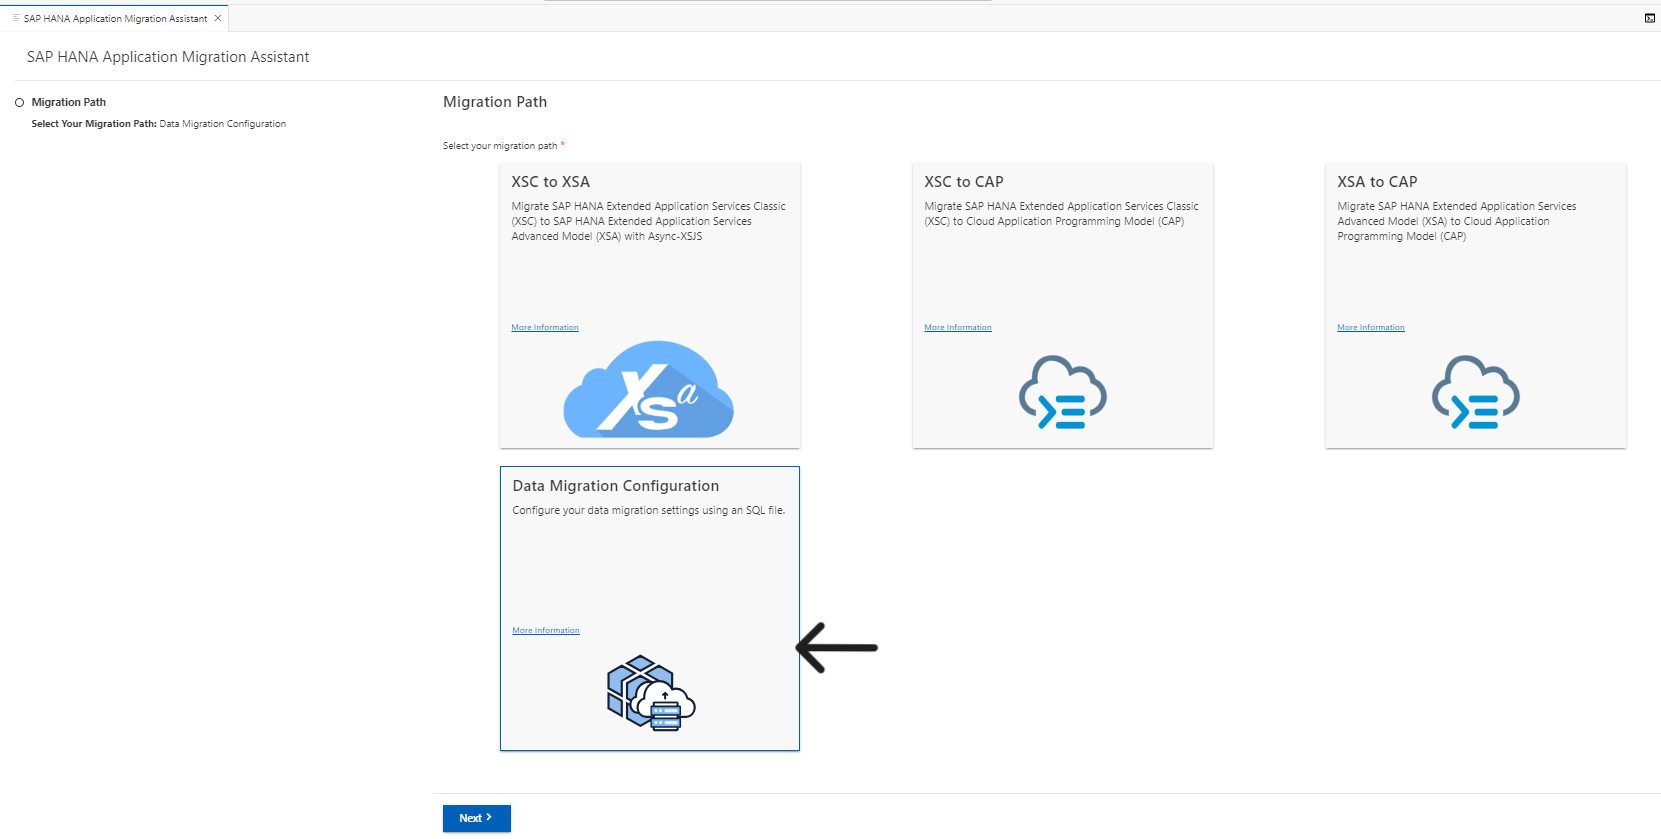 SAP HANA Application Migration Assistant
SAP HANA Application Migration Assistant
Migration Path
Select Your Migration Path: Data Migration Configuration
Migration Path
Select your migration path *
XSC to XSA
Migrate SAP HANA Extended Application Services Classic
(XSC) to SAP HANA Extended Application Services
Advanced Model (XSA) with Async-XSJS
More Information
XSa
XSC to CAP
Migrate SAP HANA Extended Application Services Classic
(XSC) to Cloud Application Programming Model (CAP)
More Information
XSA to CAP
Migrate SAP HANA Extended Application Services
Advanced Model (XSA) to Cloud Application
Programming Model (CAP)
More Information
Data Migration Configuration
Configure your data migration settings using an SQL file.
More Information
Next